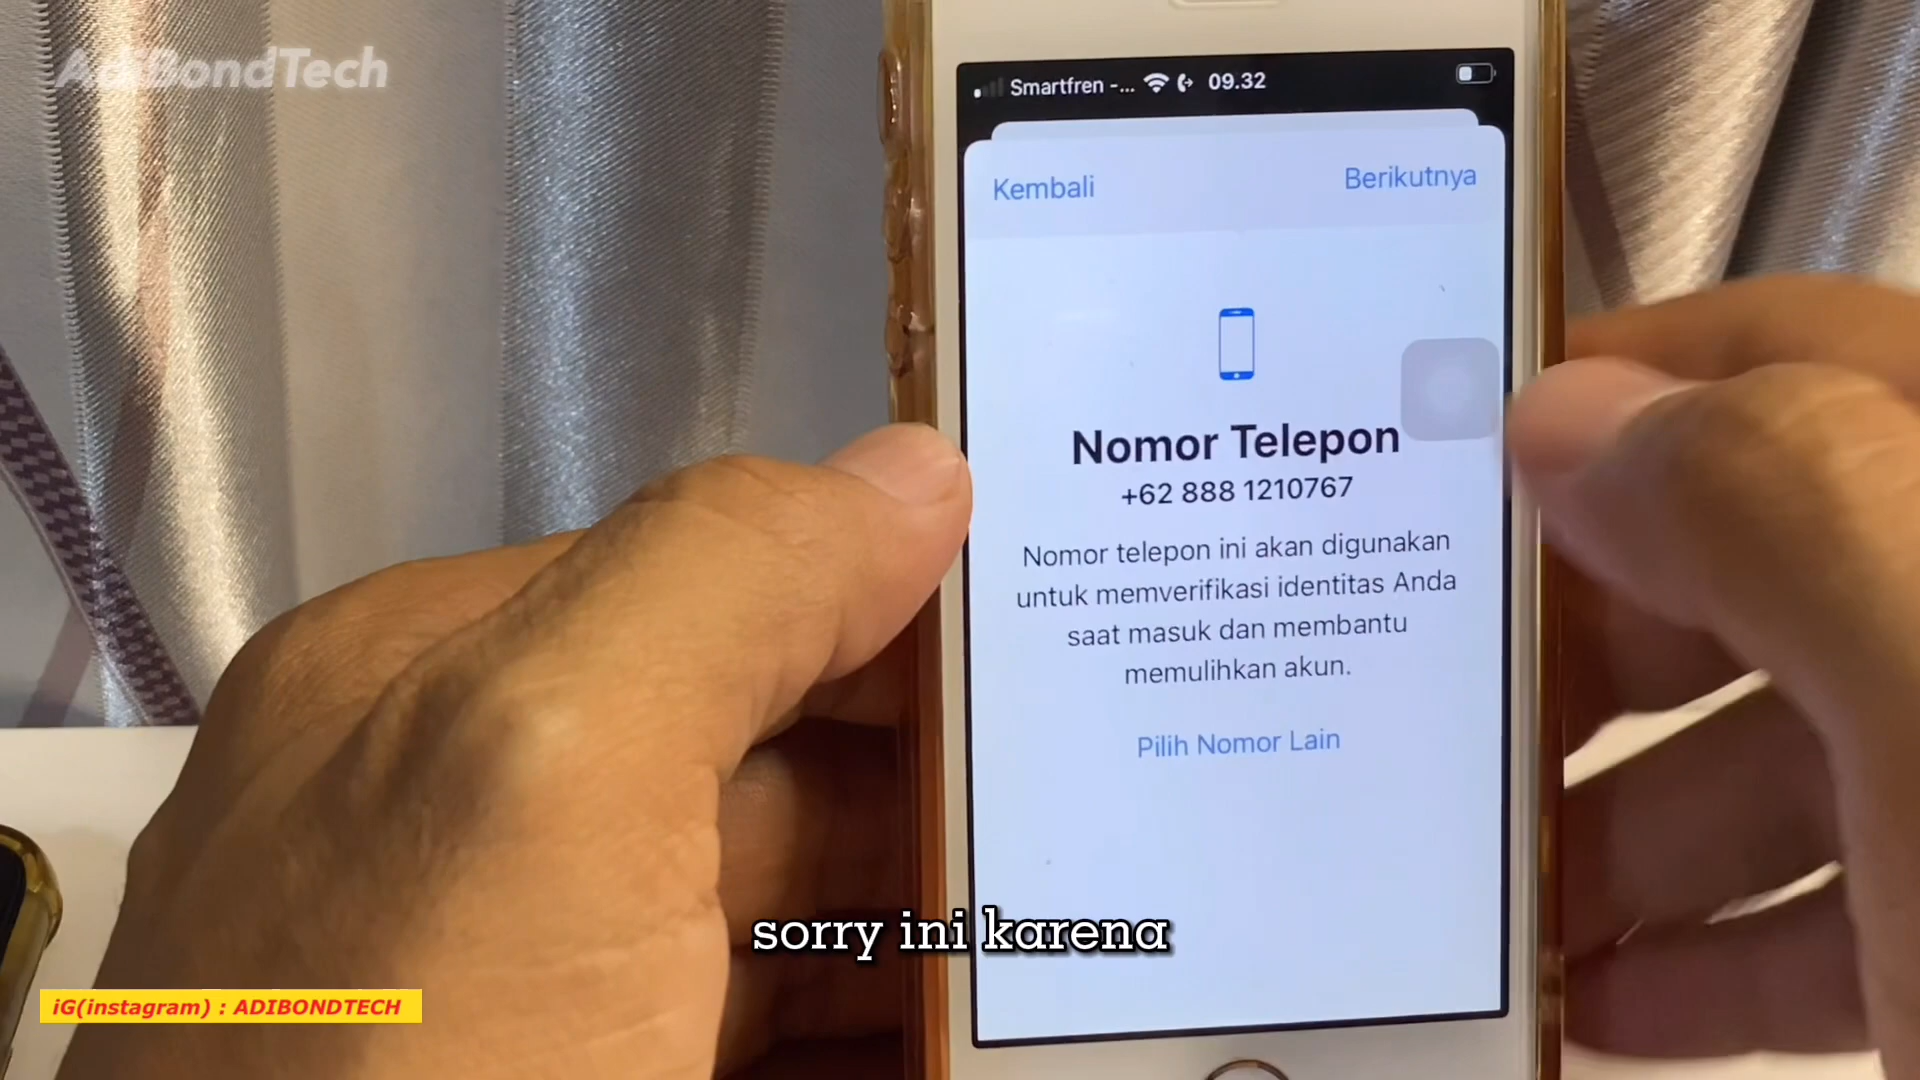 AdiBondTech
Smartfren -... 09.32
Kembali
Berikutnya
Nomor Telepon
+62 888 1210767
Nomor telepon ini akan digunakan
untuk memverifikasi identitas Anda
saat masuk dan membantu
memulihkan akun.
Pilih Nomor Lain
sorry ini karena
iG(instagram) : ADIBONDTECH